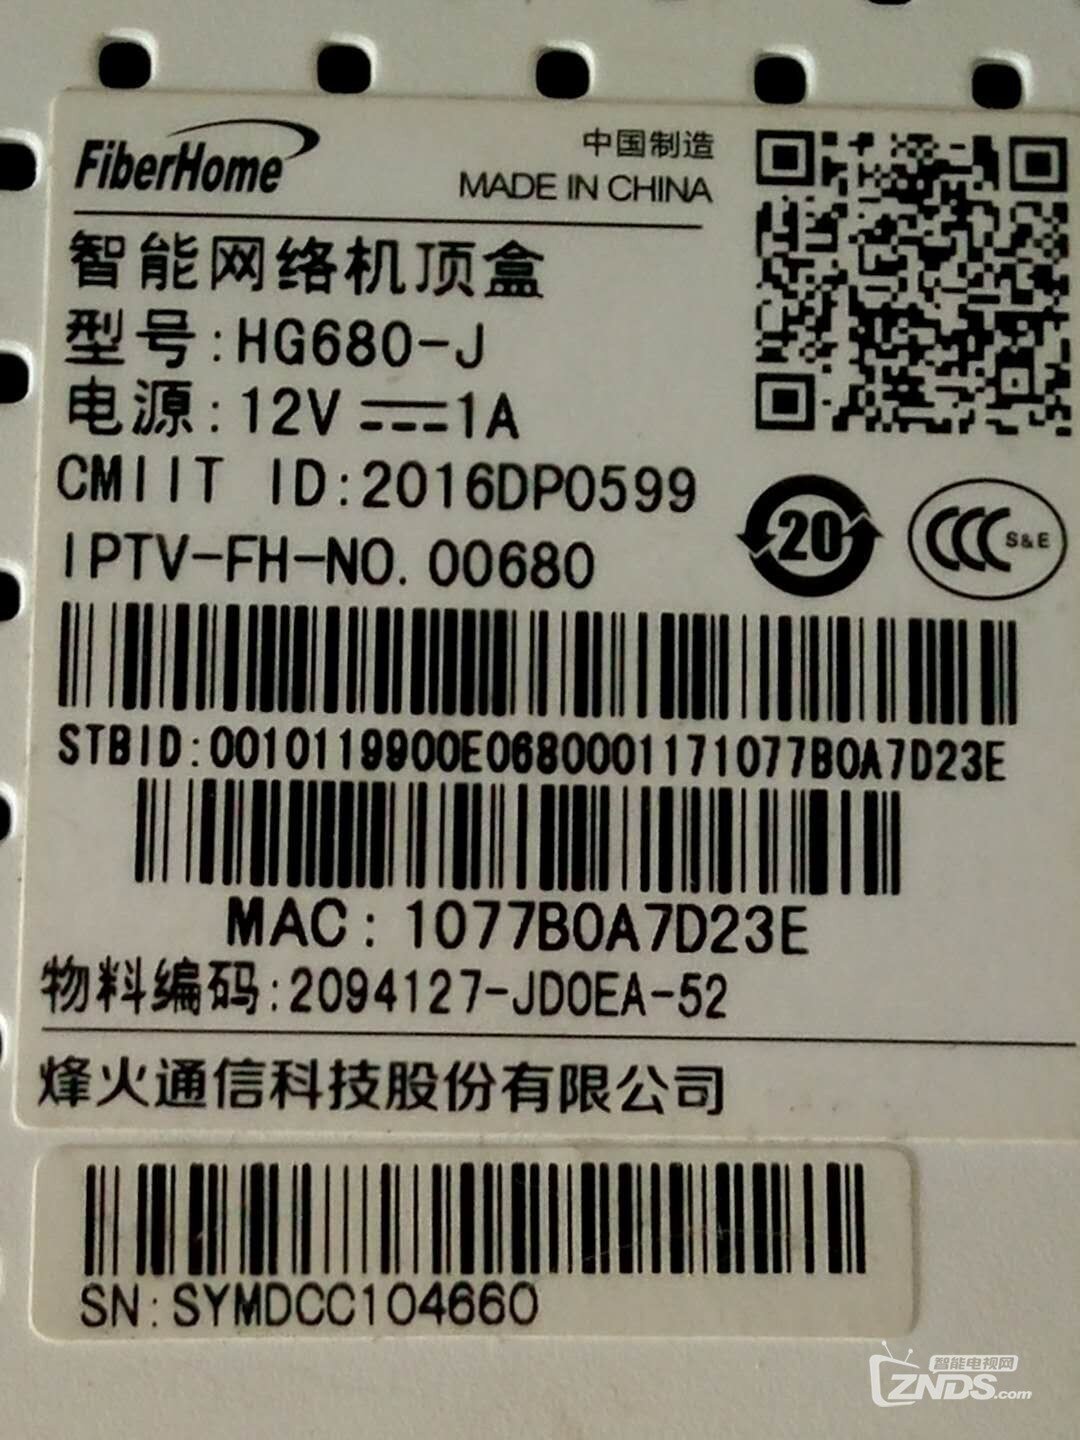 FiberHome
中国制造
MADE IN CHINA
智能网络机顶盒
型号:HG680-J
电源:12V 1A
CMIIT ID:2016DP0599
IPTV-FH-NO.00680
20
CCC S&E
STBID:0010119900E0680001171077B0A7D23E
MAC: 1077B0A7D23E
物料编码:2094127-JD0EA-52
烽火通信科技股份有限公司
SN:SYMDCC104660
智能电视网
ZNDS.com